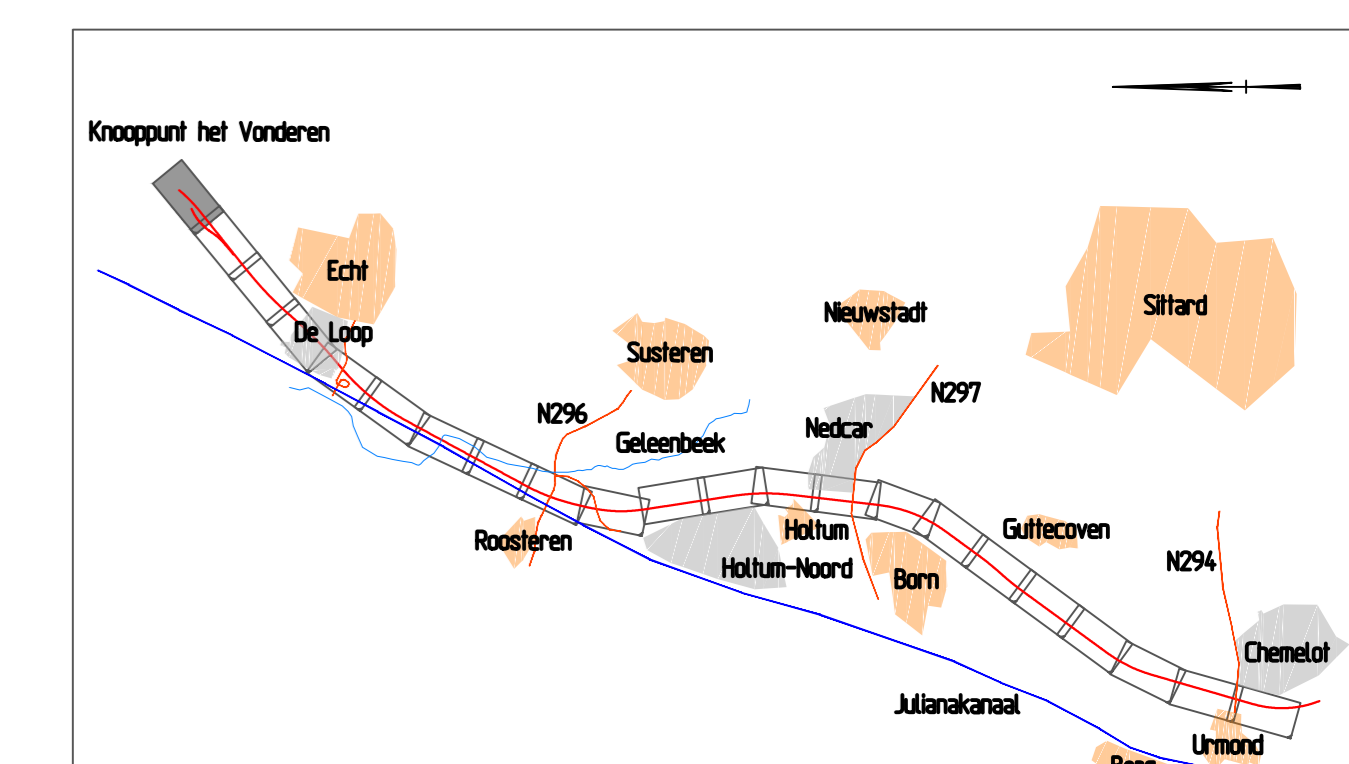 Knooppunt het Vonderen
Echt
Sittard
Nieuwstadt
De Loop
Susteren
N297
N296
Nedcar
Geleenbeek
Holtum
Guttecoven
Roosteren
N294
Holtum-Noord
Born
Chemelot
Julianakanaal
Urmond